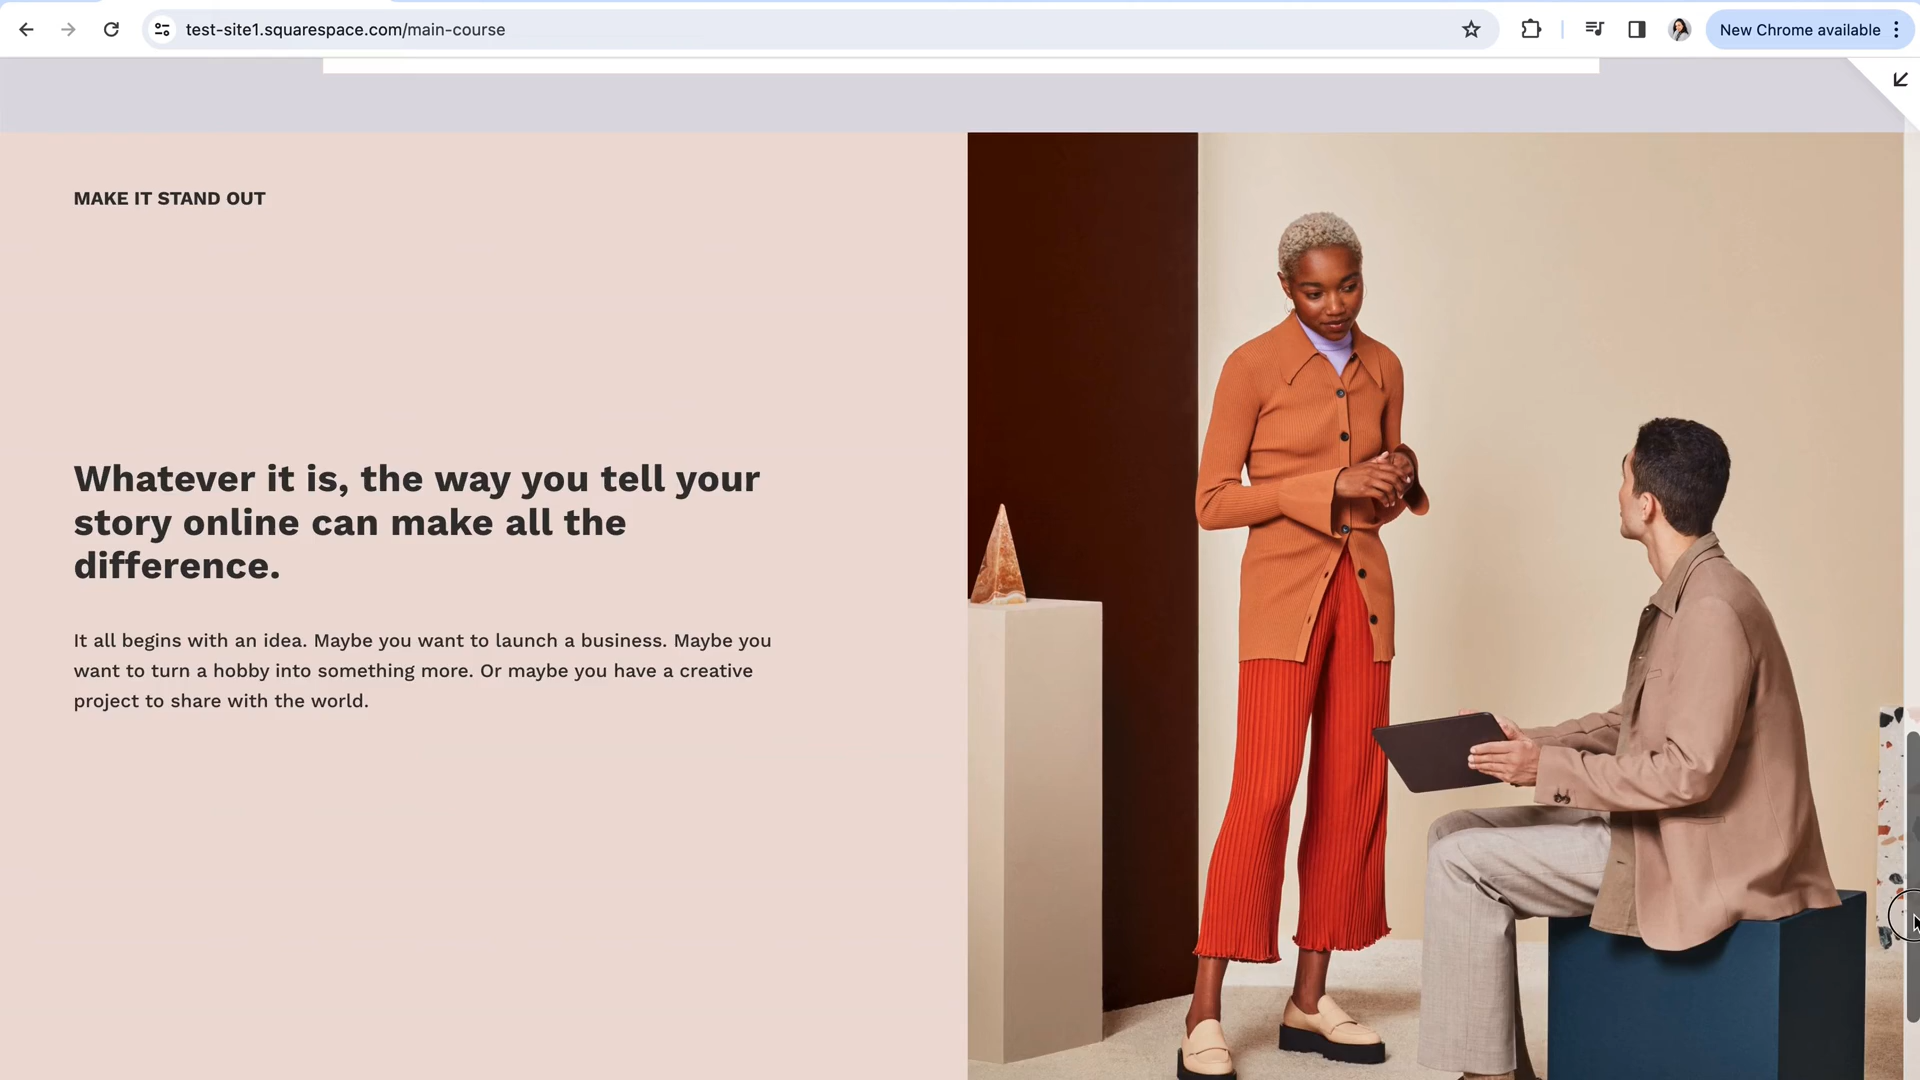 test-site1.squarespace.com/main-course
New Chrome available
MAKE IT STAND OUT
Whatever it is, the way you tell your
story online can make all the
difference.
It all begins with an idea. Maybe you want to launch a business. Maybe you
want to turn a hobby into something more. Or maybe you have a creative
project to share with the world.